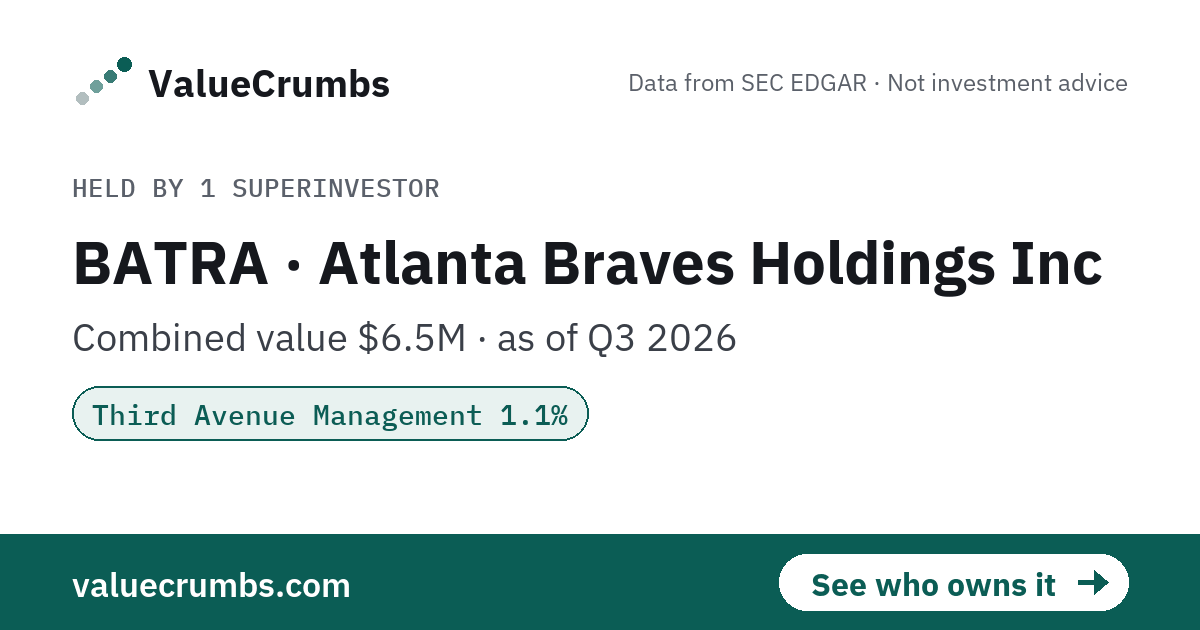 ValueCrumbs
Data from SEC EDGAR · Not investment advice
HELD BY 1 SUPERINVESTOR
BATRA · Atlanta Braves Holdings Inc
Combined value $6.5M · as of Q3 2026
Third Avenue Management 1.1%
valuecrumbs.com
See who owns it →